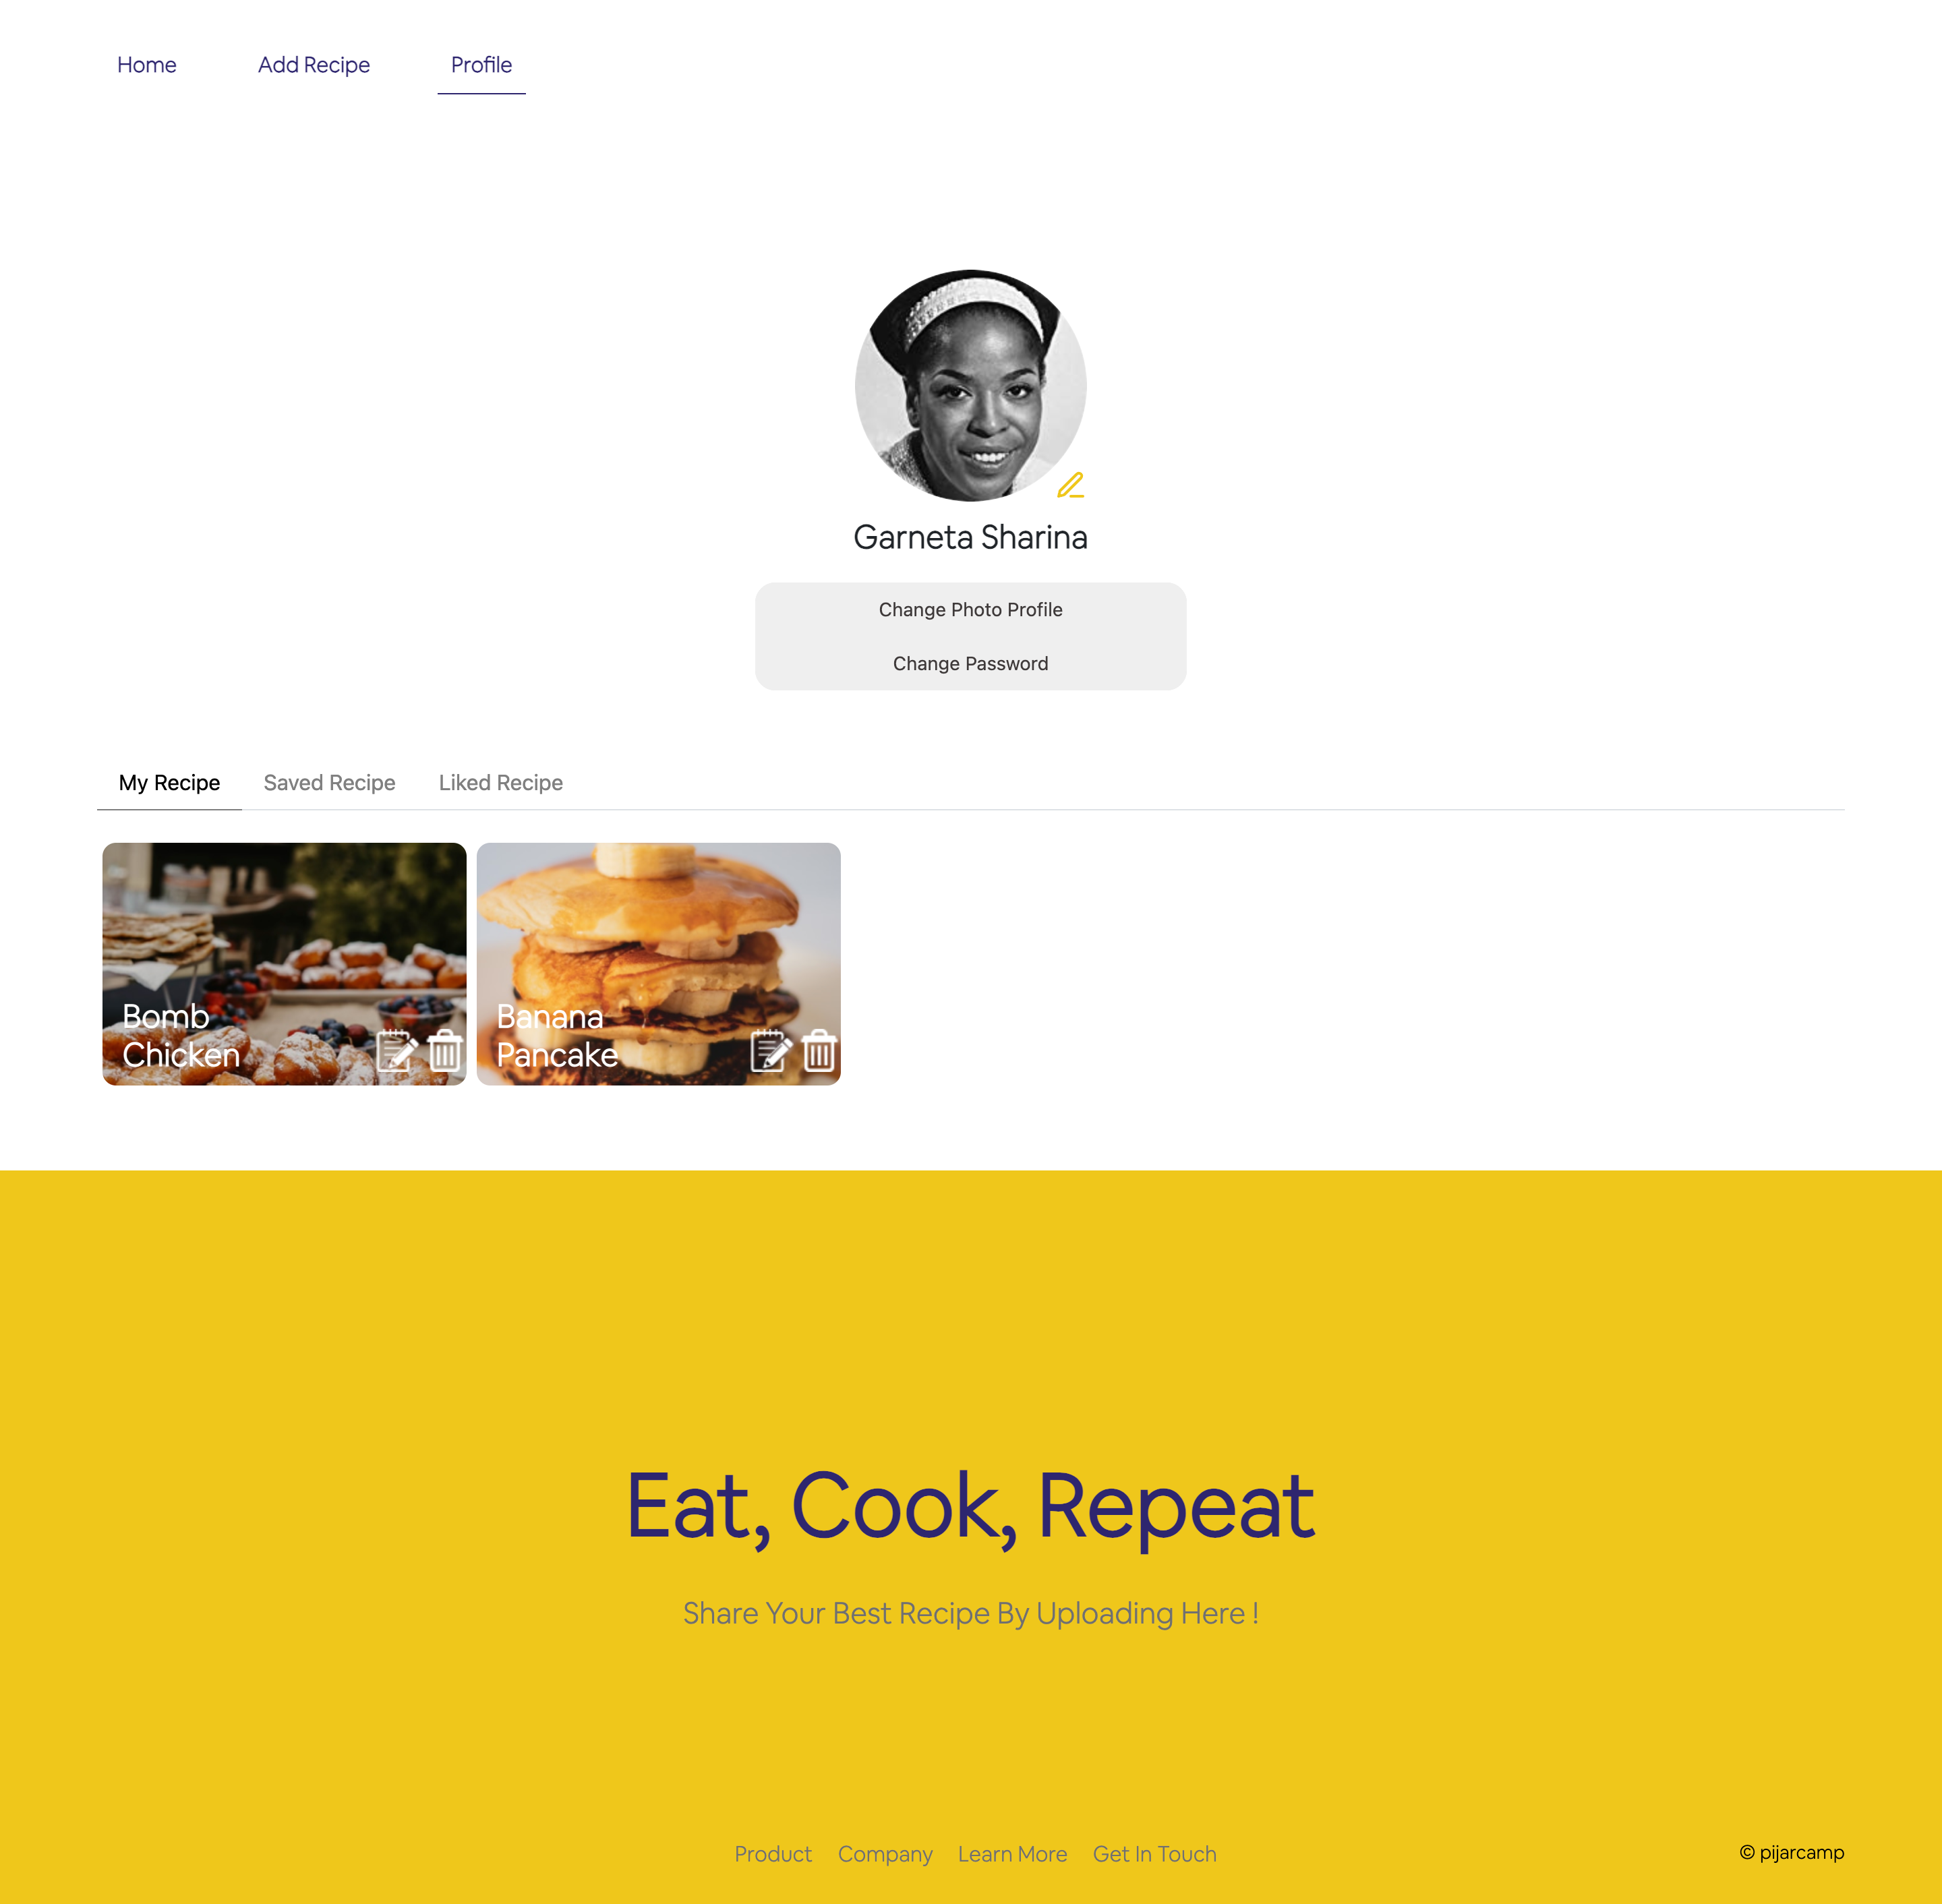 Home Add Recipe Profile
Garneta Sharina
Change Photo Profile
Change Password
My Recipe Saved Recipe Liked Recipe
Bomb
Chicken
Banana
Pancake
Eat, Cook, Repeat
Share Your Best Recipe By Uploading Here !
Product Company Learn More Get In Touch
© pijarcamp